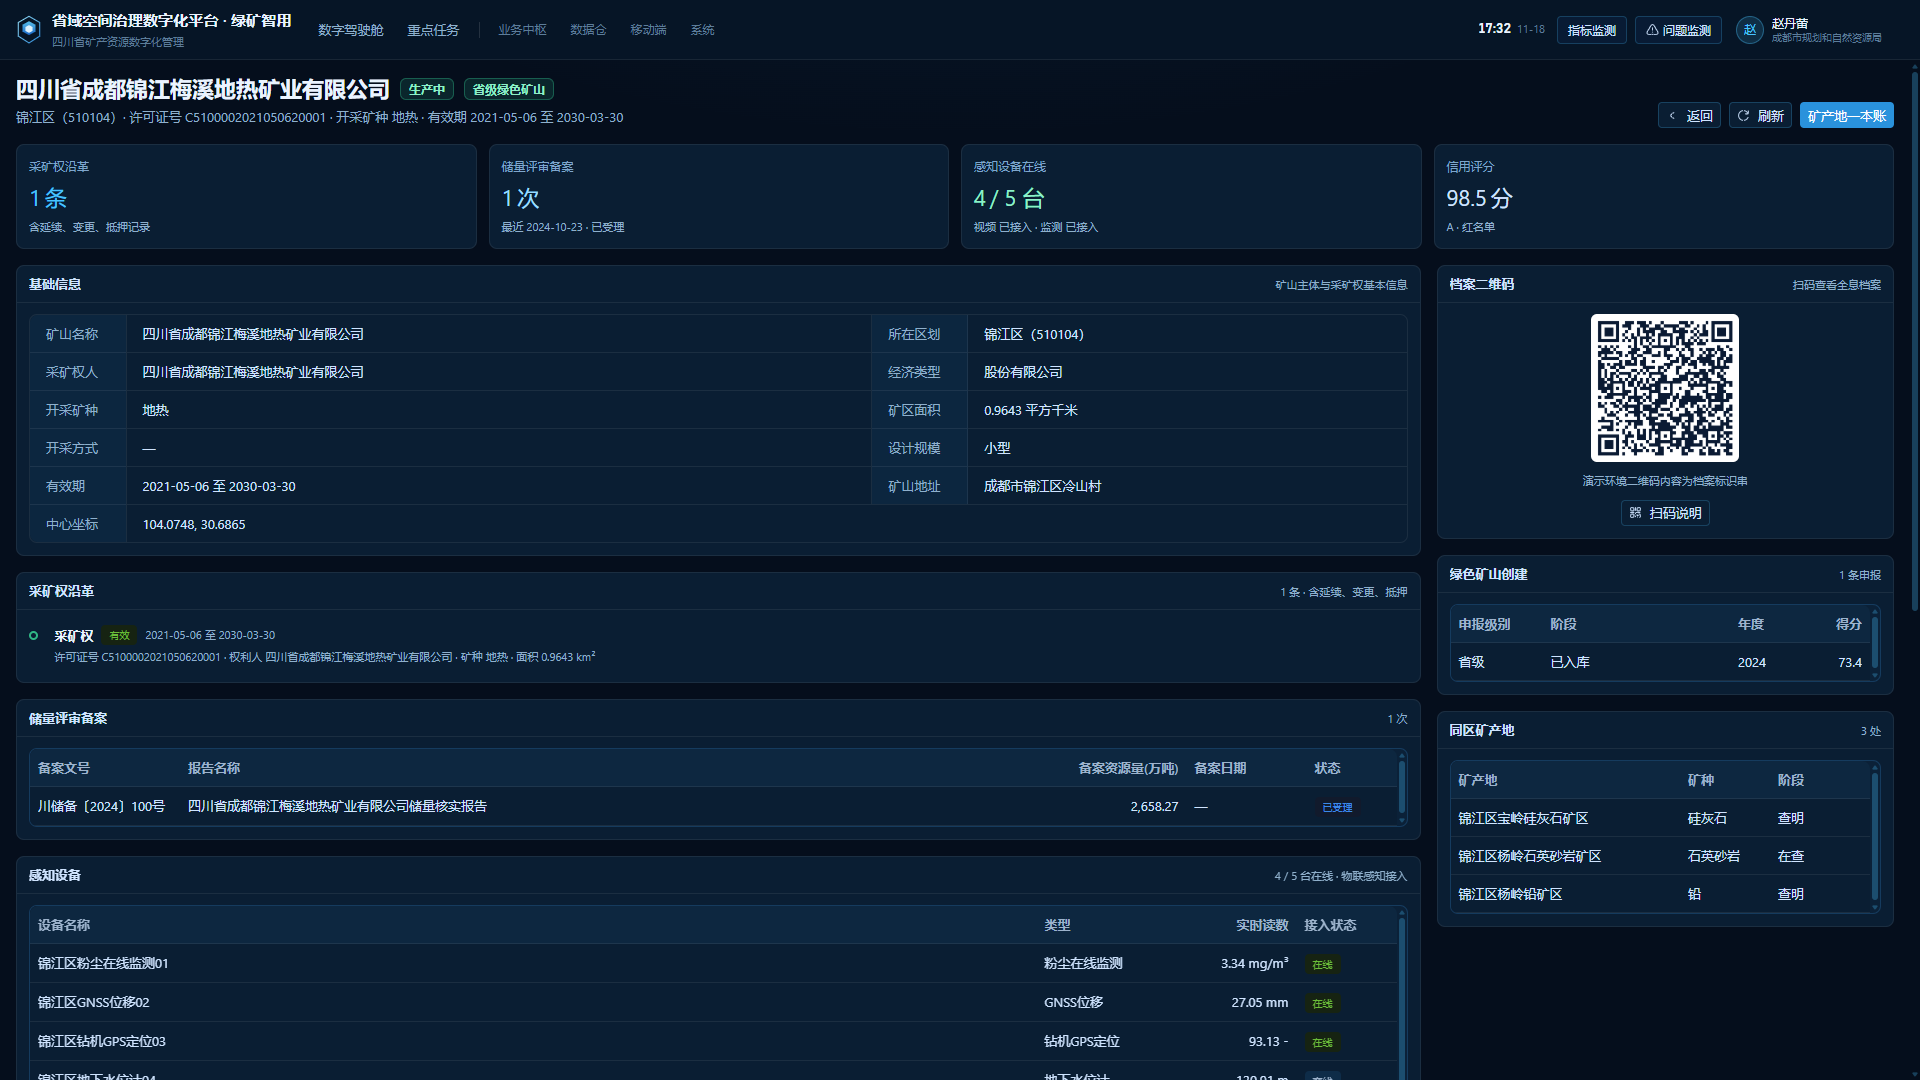 省域空间治理数字化平台 · 绿矿智用
四川省矿产资源数字化管理
数字驾驶舱
重点任务
业务中枢
数据仓
移动端
系统
17:32 11-18
指标监测
问题监测
赵
赵丹蕾
成都市规划和自然资源局
四川省成都锦江梅溪地热矿业有限公司 生产中 省级绿色矿山
锦江区（510104）· 许可证号 C5100002021050620001 · 开采矿种 地热 · 有效期 2021-05-06 至 2030-03-30
返回
刷新
矿产地一本账
采矿权沿革
1 条
含延续、变更、抵押记录
储量评审备案
1 次
最近 2024-10-23 · 已受理
感知设备在线
4 / 5 台
视频 已接入 · 监测 已接入
信用评分
98.5 分
A · 红名单
基础信息 矿山主体与采矿权基本信息
矿山名称 四川省成都锦江梅溪地热矿业有限公司 所在区划 锦江区（510104）
采矿权人 四川省成都锦江梅溪地热矿业有限公司 经济类型 股份有限公司
开采矿种 地热 矿区面积 0.9643 平方千米
开采方式 — 设计规模 小型
有效期 2021-05-06 至 2030-03-30 矿山地址 成都市锦江区冷山村
中心坐标 104.0748, 30.6865
采矿权沿革 1 条 · 含延续、变更、抵押
采矿权 有效 2021-05-06 至 2030-03-30
许可证号 C5100002021050620001 · 权利人 四川省成都锦江梅溪地热矿业有限公司 · 矿种 地热 · 面积 0.9643 km²
储量评审备案 1 次
备案文号 报告名称 备案资源量(万吨) 备案日期 状态
川储备〔2024〕100号 四川省成都锦江梅溪地热矿业有限公司储量核实报告 2,658.27 — 已受理
感知设备 4 / 5 台在线 · 物联感知接入
设备名称 类型 实时读数 接入状态
锦江区粉尘在线监测01 粉尘在线监测 3.34 mg/m³ 在线
锦江区GNSS位移02 GNSS位移 27.05 mm 在线
锦江区钻机GPS定位03 钻机GPS定位 93.13 - 在线
锦江区地下水位计04 地下水位计 120.01 m 在线
档案二维码 扫码查看全息档案
演示环境二维码内容为档案标识串
扫码说明
绿色矿山创建 1 条申报
申报级别 阶段 年度 得分
省级 已入库 2024 73.4
同区矿产地 3 处
矿产地 矿种 阶段
锦江区宝岭硅灰石矿区 硅灰石 查明
锦江区杨岭石英砂岩矿区 石英砂岩 在查
锦江区杨岭铅矿区 铅 查明